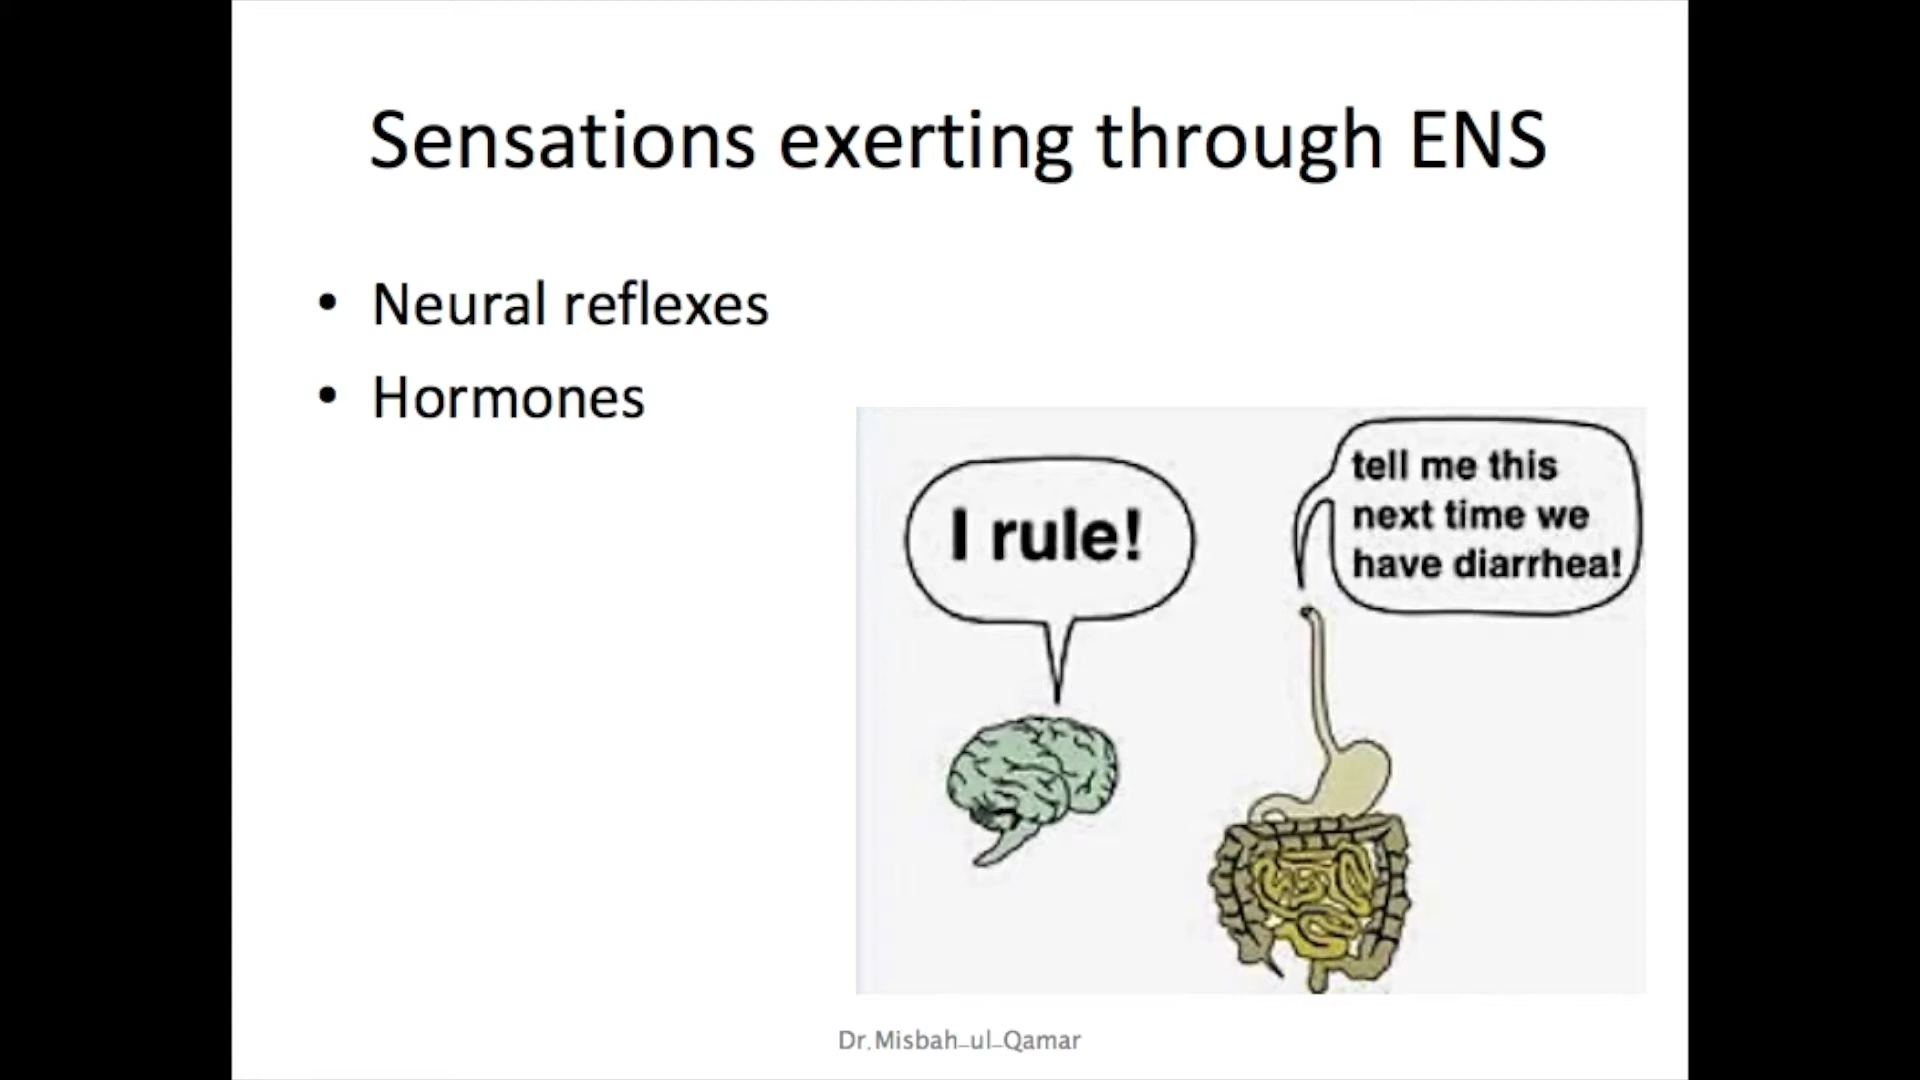 Sensations exerting through ENS
• Neural reflexes
• Hormones
I rule!
tell me this
next time we
have diarrhea!
Dr.Misbah_ul_Qamar